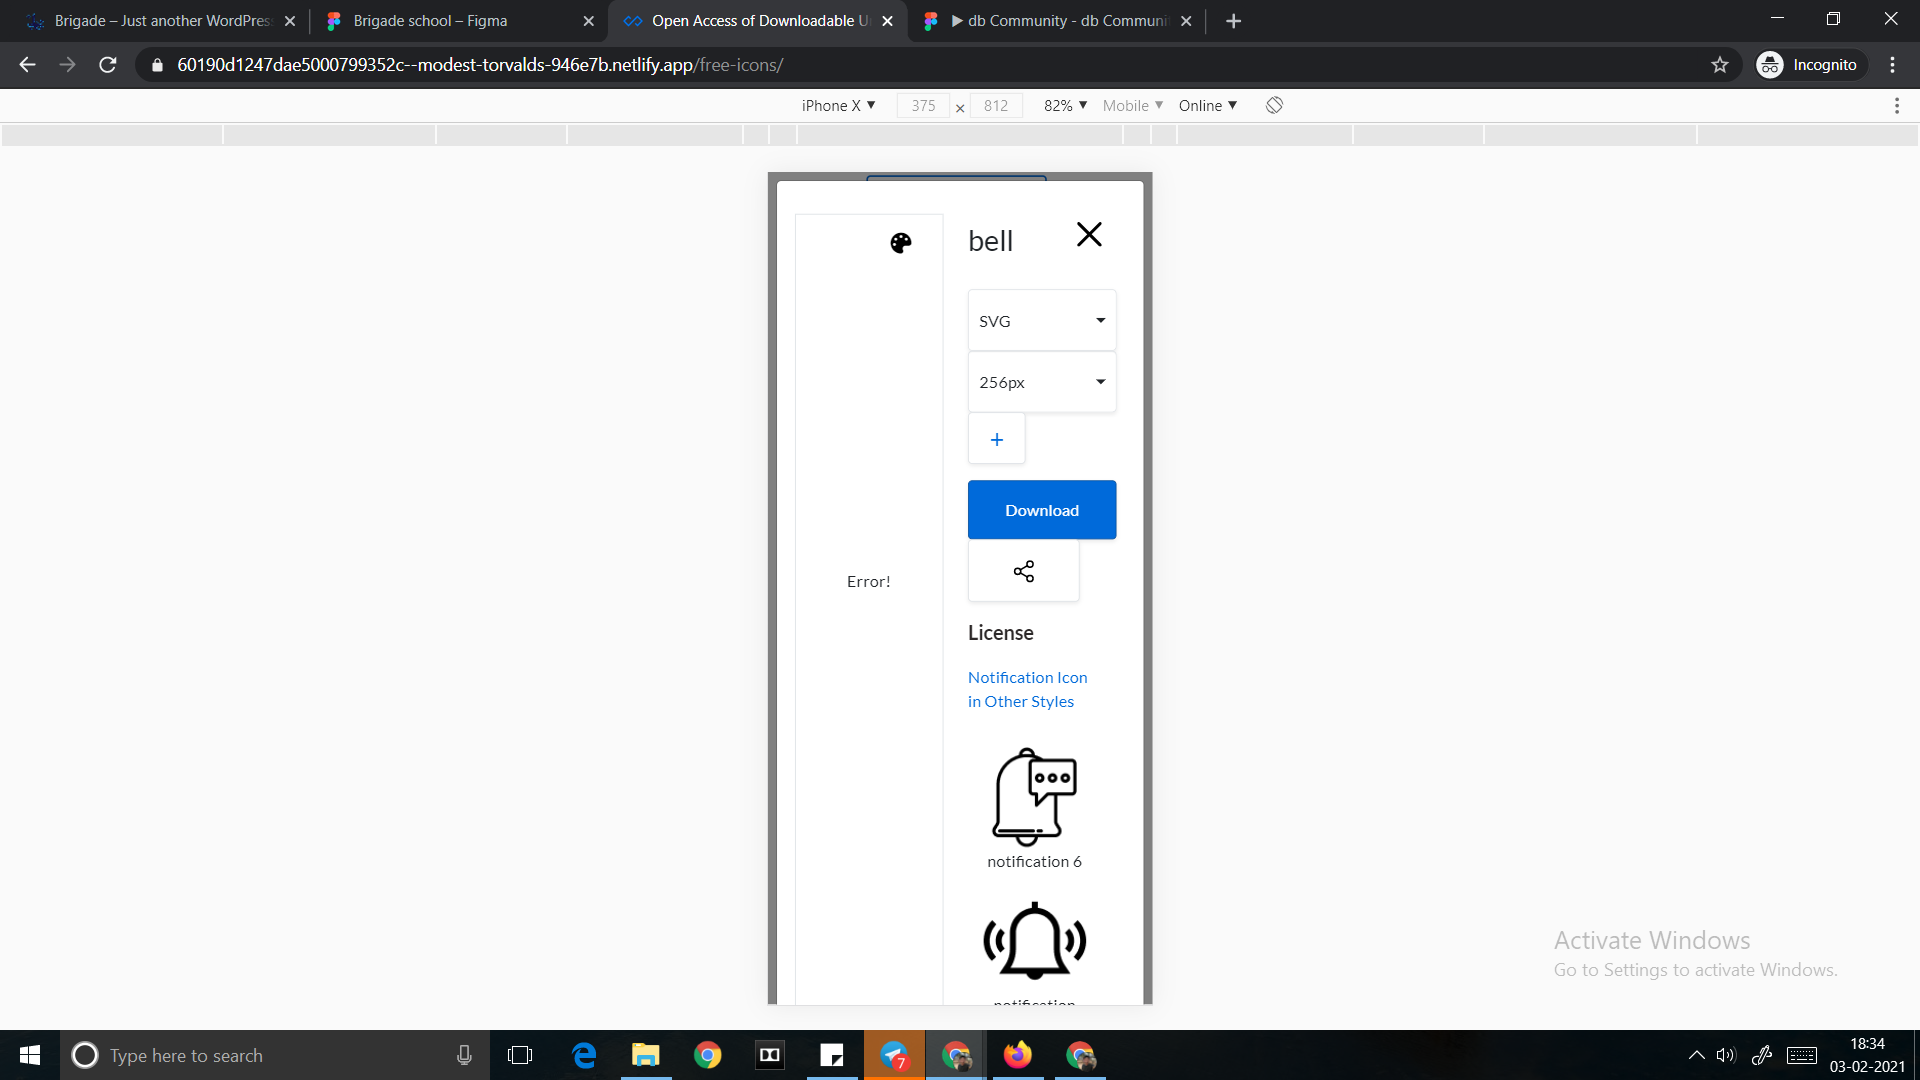 Brigade – Just another WordPress
Brigade school – Figma
Open Access of Downloadable U
▶ db Community - db Communi
60190d1247dae5000799352c--modest-torvalds-946e7b.netlify.app/free-icons/
Incognito
iPhone X ▼ 375 × 812 82% ▼ Mobile ▼ Online ▼
bell
SVG
256px
+
Download
Error!
License
Notification Icon
in Other Styles
notification 6
notification
Activate Windows
Go to Settings to activate Windows.
Type here to search
7
18:34
03-02-2021